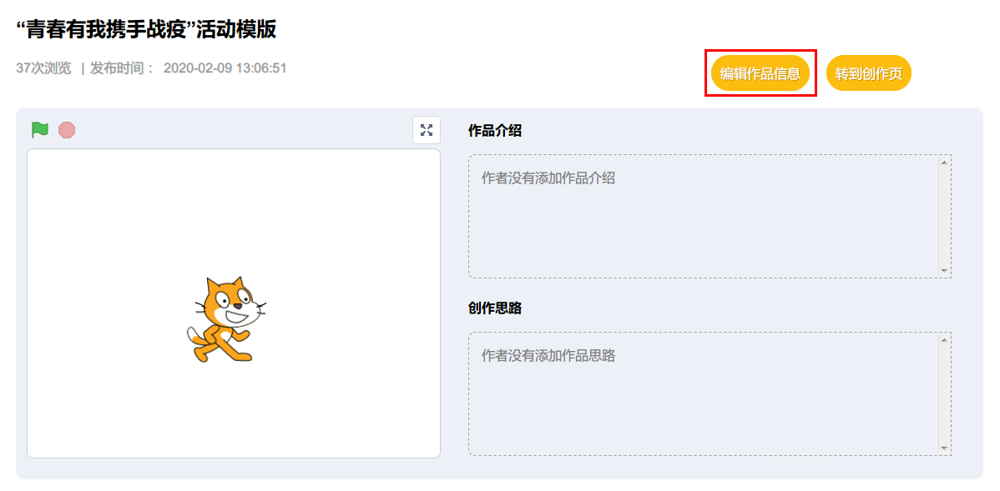 “青春有我携手战疫”活动模版
37次浏览 | 发布时间： 2020-02-09 13:06:51
编辑作品信息
转到创作页
作品介绍
作者没有添加作品介绍
创作思路
作者没有添加作品思路